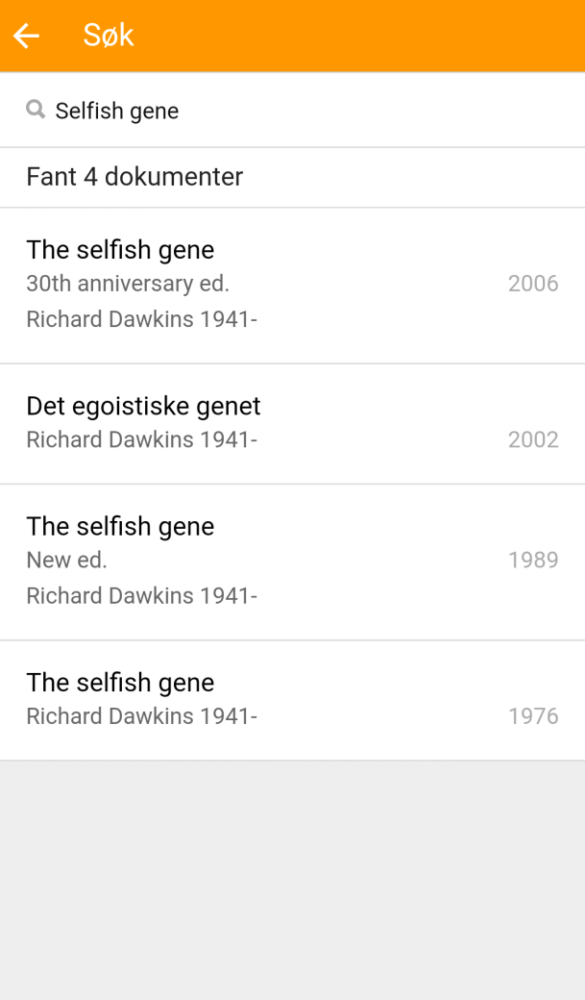 Søk
Selfish gene
Fant 4 dokumenter
The selfish gene
30th anniversary ed.
2006
Richard Dawkins 1941-
Det egoistiske genet
Richard Dawkins 1941-
2002
The selfish gene
New ed.
1989
Richard Dawkins 1941-
The selfish gene
Richard Dawkins 1941-
1976